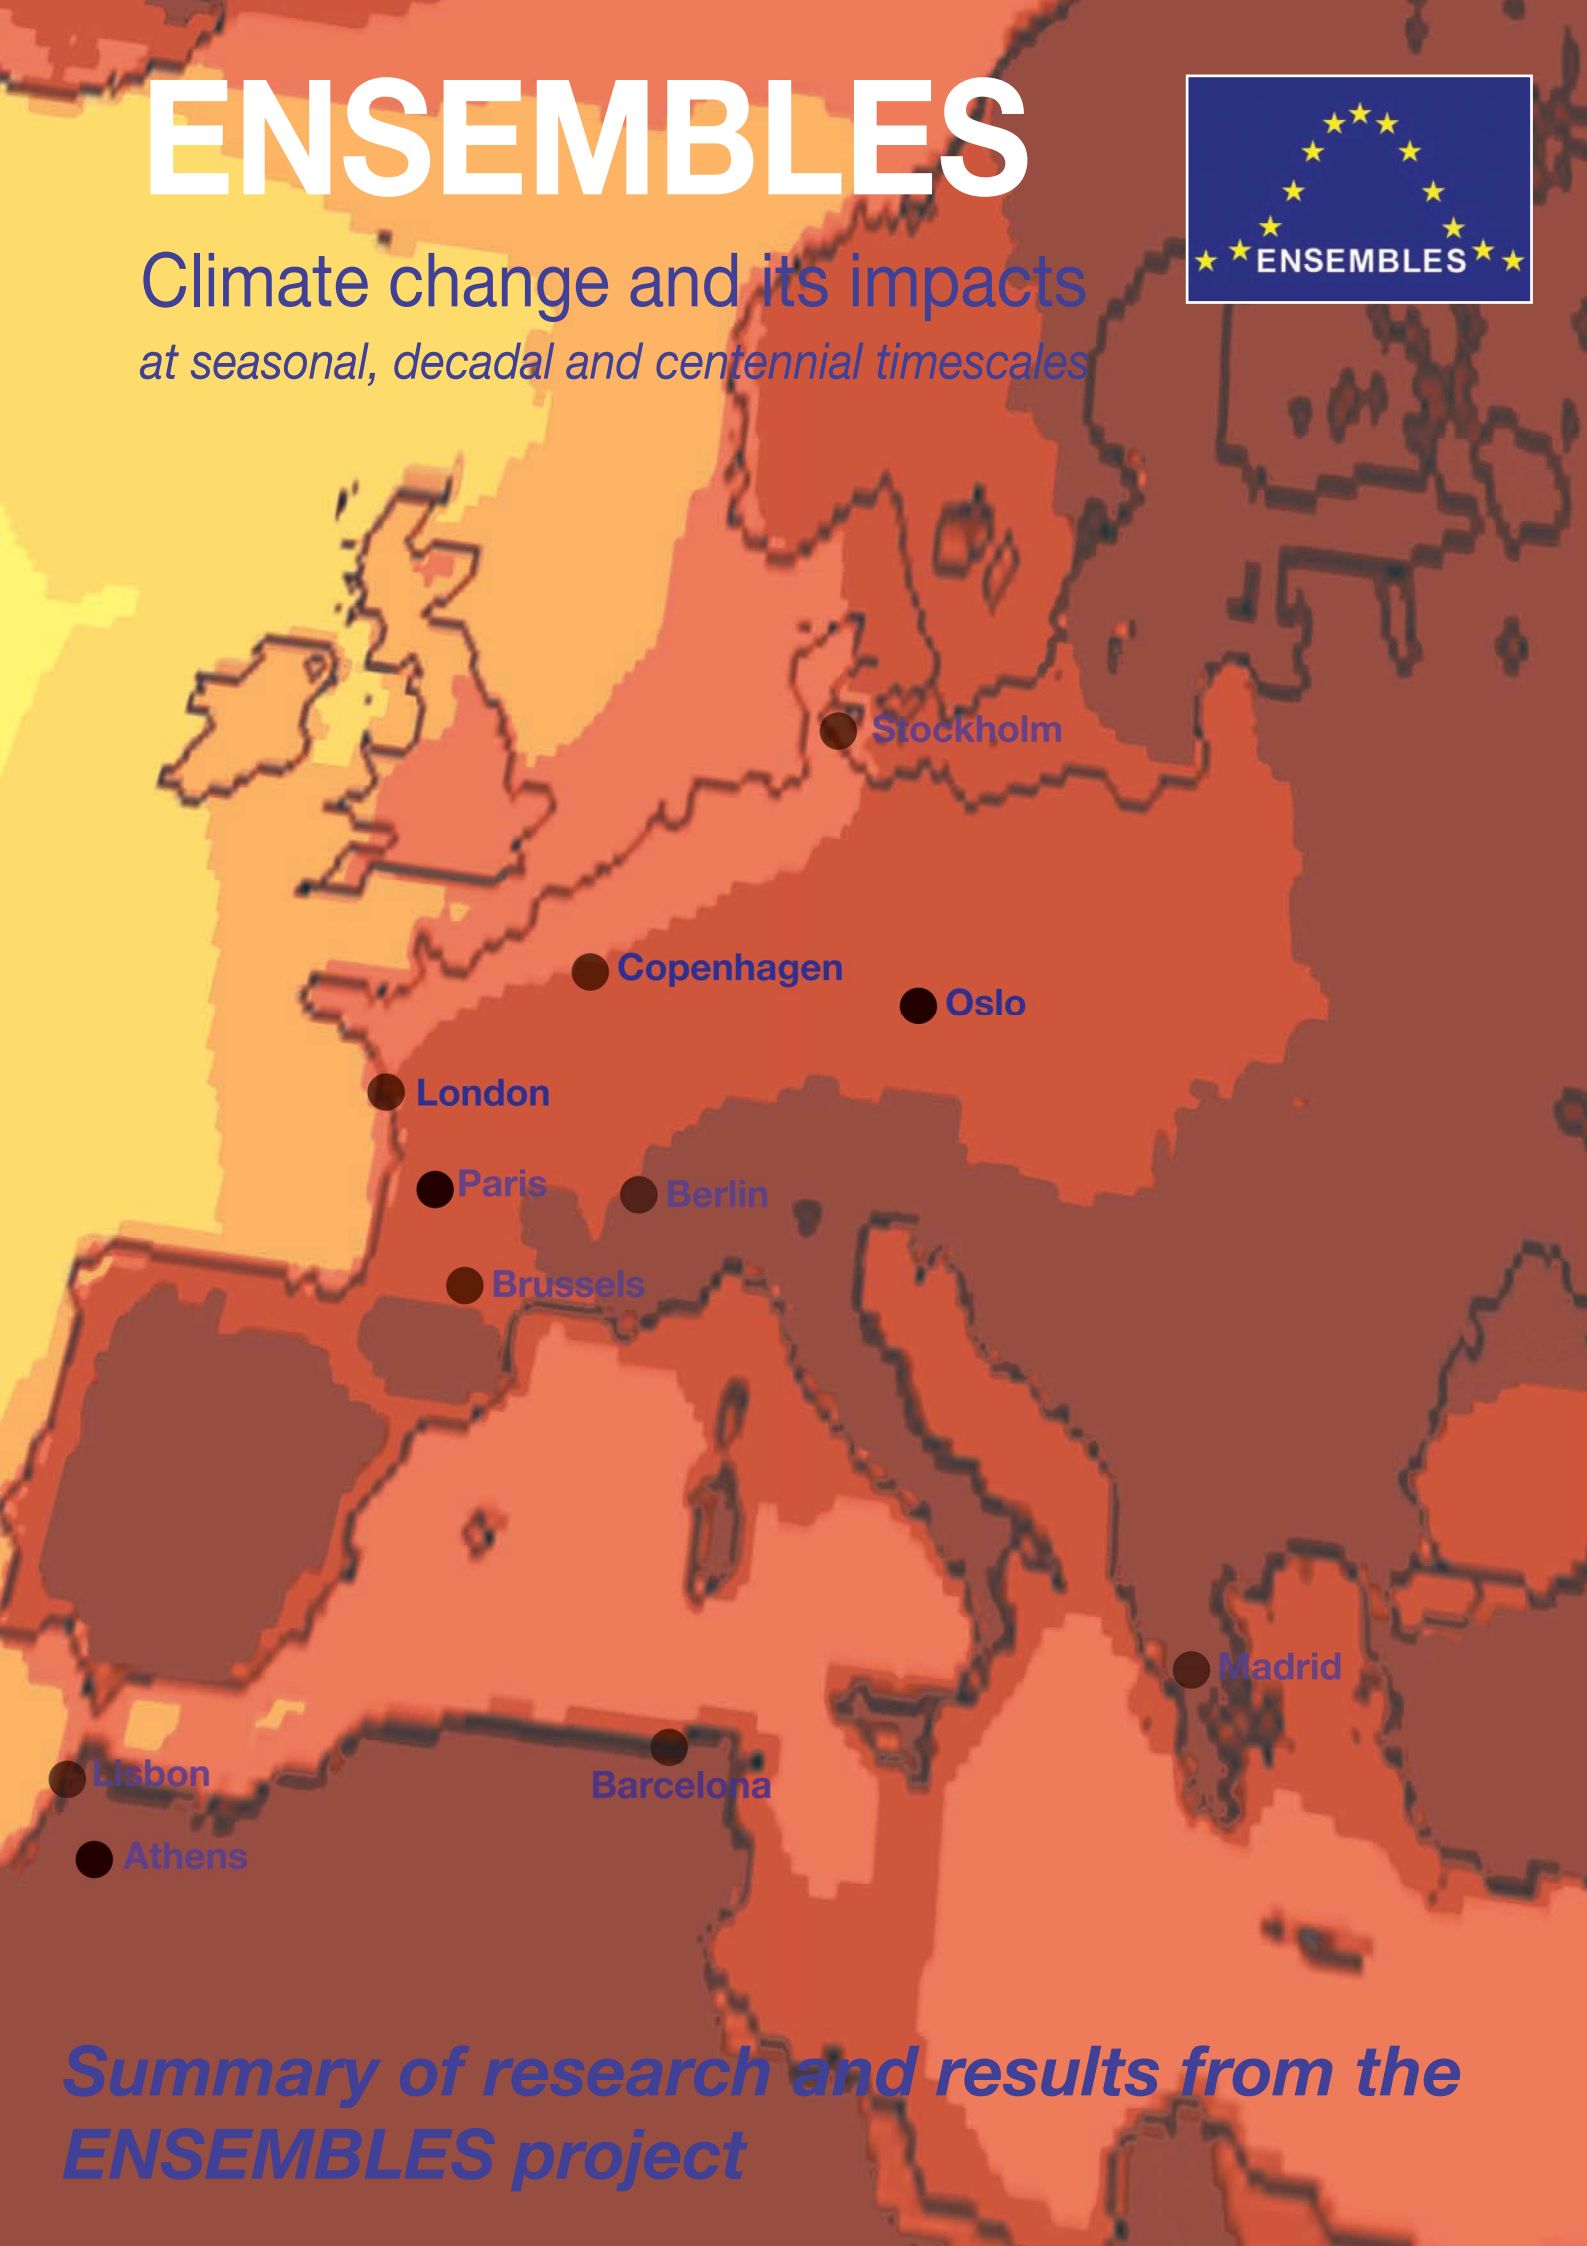 ENSEMBLES
Climate change and its impacts
at seasonal, decadal and centennial timescales
ENSEMBLES
Stockholm
Copenhagen
Oslo
London
Paris
Berlin
Brussels
Madrid
Lisbon
Barcelona
Athens
Summary of research and results from the
ENSEMBLES project